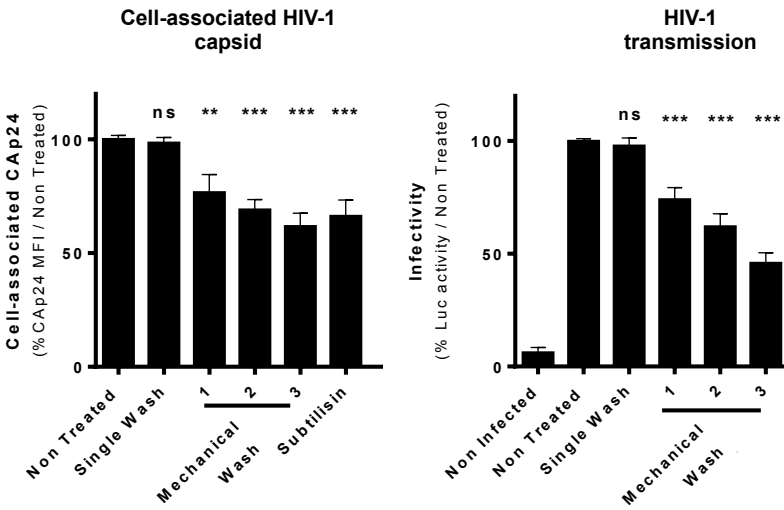 Cell-associated HIV-1
capsid
Cell-associated CAp24
(% CAp24 MFI / Non Treated)
100
50
0
ns
**
***
***
***
Non Treated
Single Wash
1
2
3
Mechanical
Wash
Subtilisin
HIV-1
transmission
Infectivity
(% Luc activity / Non Treated)
100
50
0
ns
***
***
***
Non Infected
Non Treated
Single Wash
1
2
3
Mechanical
Wash